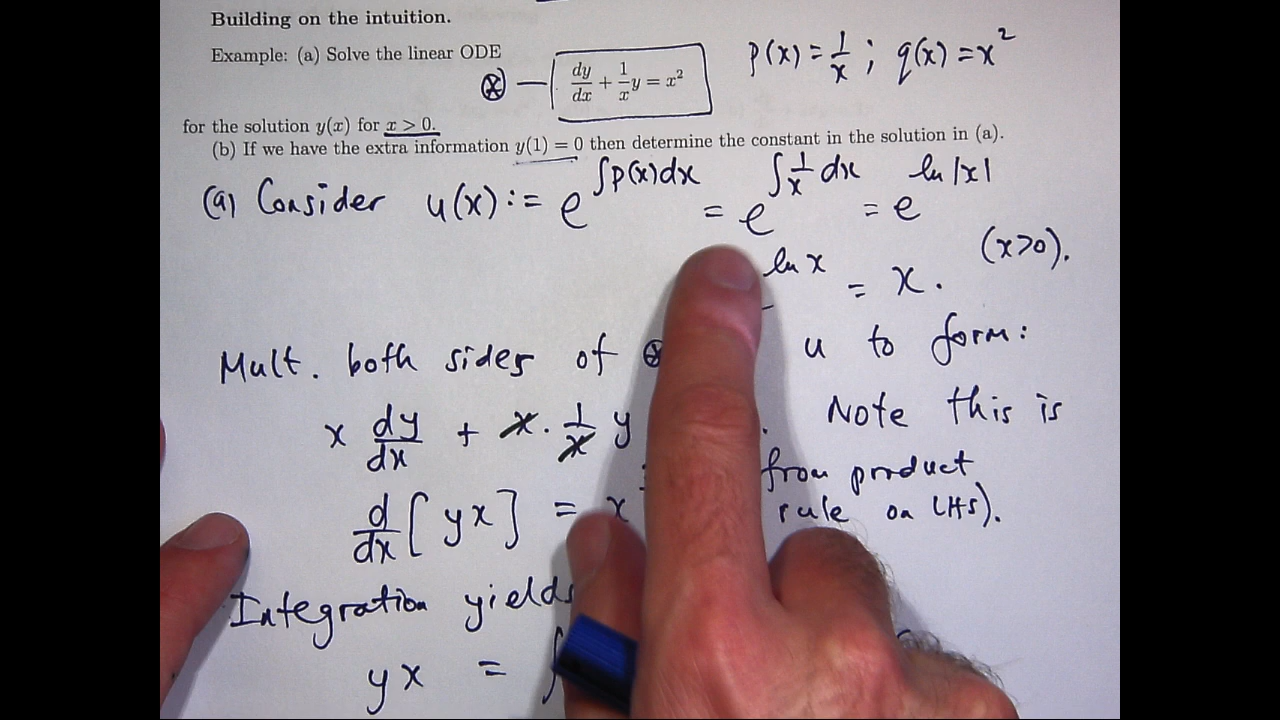 Building on the intuition.
Example: (a) Solve the linear ODE
p(x) = 1/x ; q(x) = x²
⊛ — dy/dx + 1/x y = x²
for the solution y(x) for x > 0.
(b) If we have the extra information y(1) = 0 then determine the constant in the solution in (a).
(a) Consider u(x) := e^∫p(x)dx = e^∫1/x dx = e^ln|x|
ln x = x. (x>0).
Mult. both sides of ⊛ u to form:
x dy/dx + x · 1/x y . Note this is
d/dx [yx] = x from product
rule on LHS).
Integration yields
yx = ∫